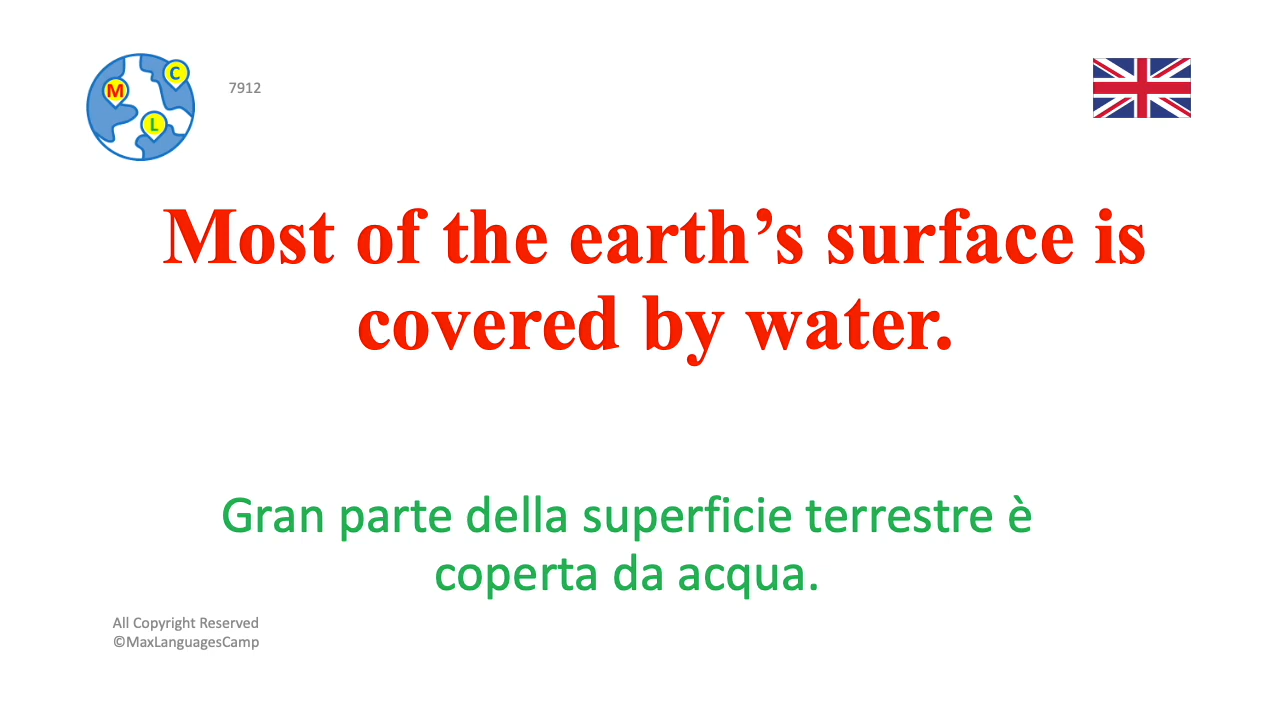 7912
M
C
L
Most of the earth’s surface is
covered by water.
Gran parte della superficie terrestre è
coperta da acqua.
All Copyright Reserved
©MaxLanguagesCamp